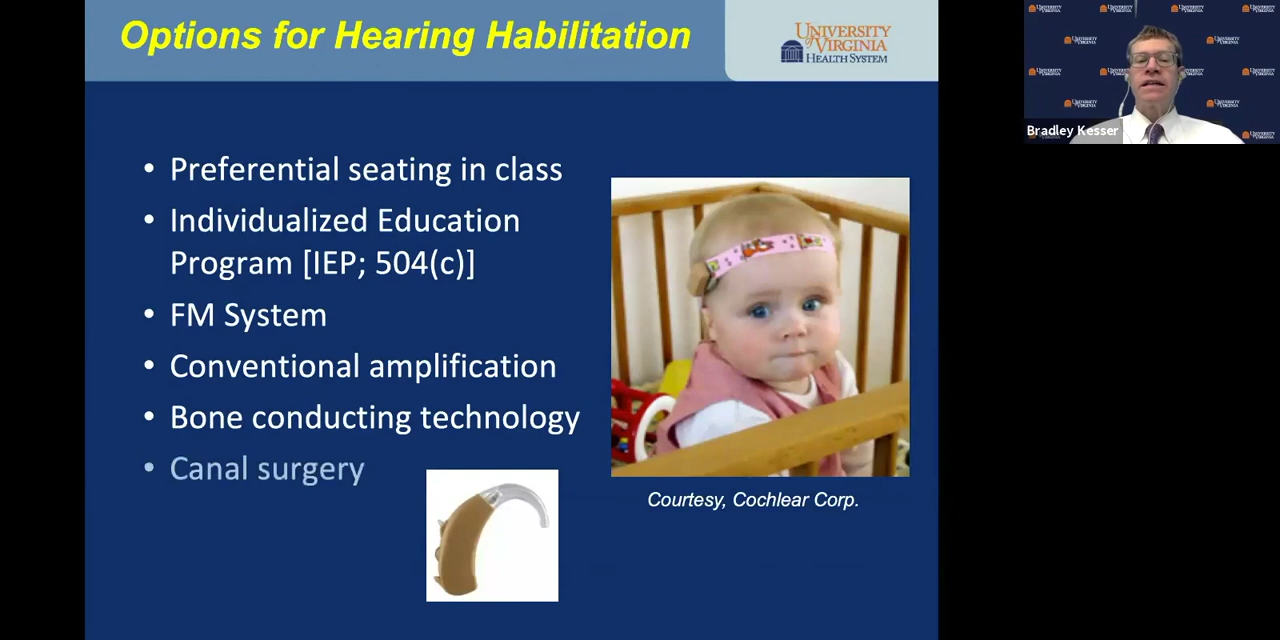 Options for Hearing Habilitation
UNIVERSITY
of VIRGINIA
HEALTH SYSTEM
• Preferential seating in class
• Individualized Education
Program [IEP; 504(c)]
• FM System
• Conventional amplification
• Bone conducting technology
• Canal surgery
Courtesy, Cochlear Corp.
Bradley Kesser